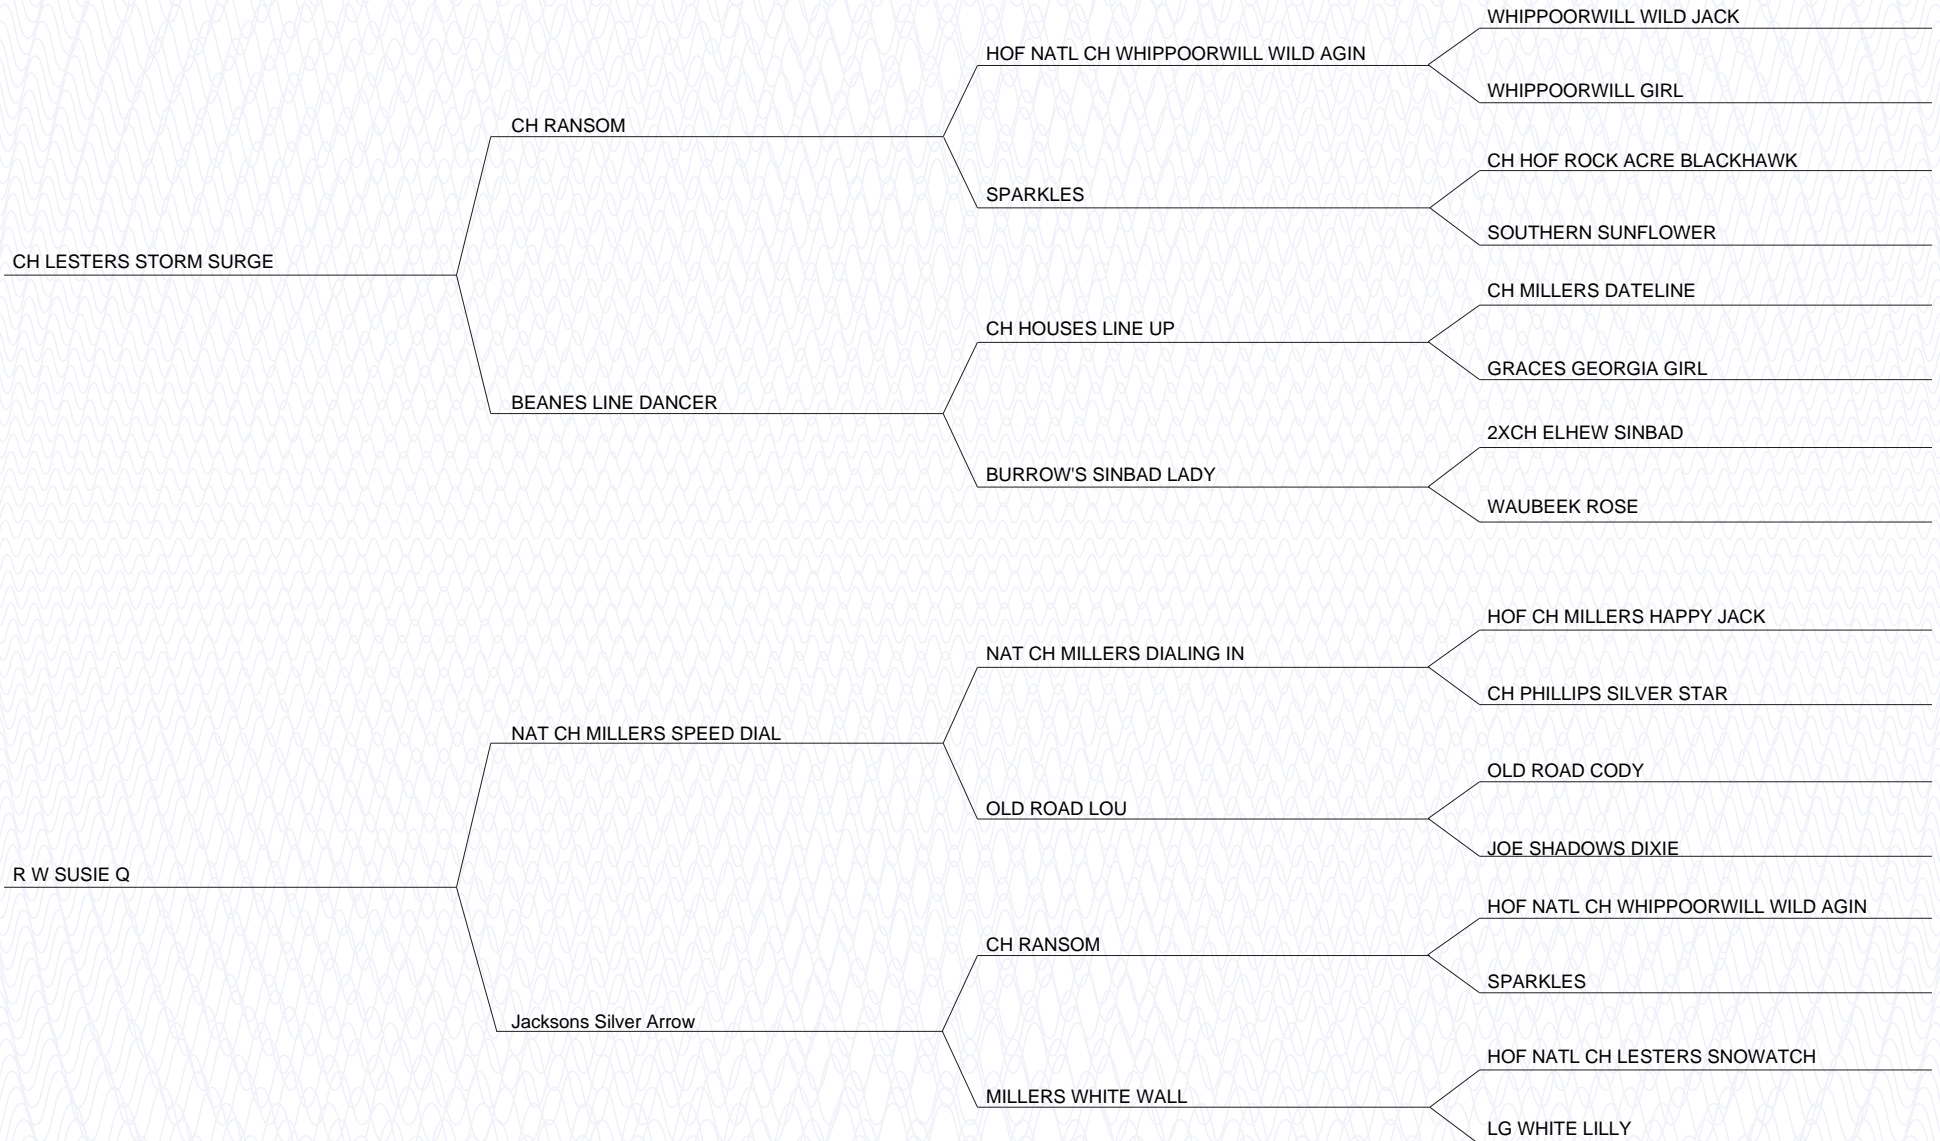 WHIPPOORWILL WILD JACK
HOF NATL CH WHIPPOORWILL WILD AGIN
WHIPPOORWILL GIRL
CH RANSOM
CH HOF ROCK ACRE BLACKHAWK
SPARKLES
SOUTHERN SUNFLOWER
CH LESTERS STORM SURGE
CH MILLERS DATELINE
CH HOUSES LINE UP
GRACES GEORGIA GIRL
BEANES LINE DANCER
2XCH ELHEW SINBAD
BURROW'S SINBAD LADY
WAUBEEK ROSE
HOF CH MILLERS HAPPY JACK
NAT CH MILLERS DIALING IN
CH PHILLIPS SILVER STAR
NAT CH MILLERS SPEED DIAL
OLD ROAD CODY
OLD ROAD LOU
JOE SHADOWS DIXIE
R W SUSIE Q
HOF NATL CH WHIPPOORWILL WILD AGIN
CH RANSOM
SPARKLES
Jacksons Silver Arrow
HOF NATL CH LESTERS SNOWATCH
MILLERS WHITE WALL
LG WHITE LILLY